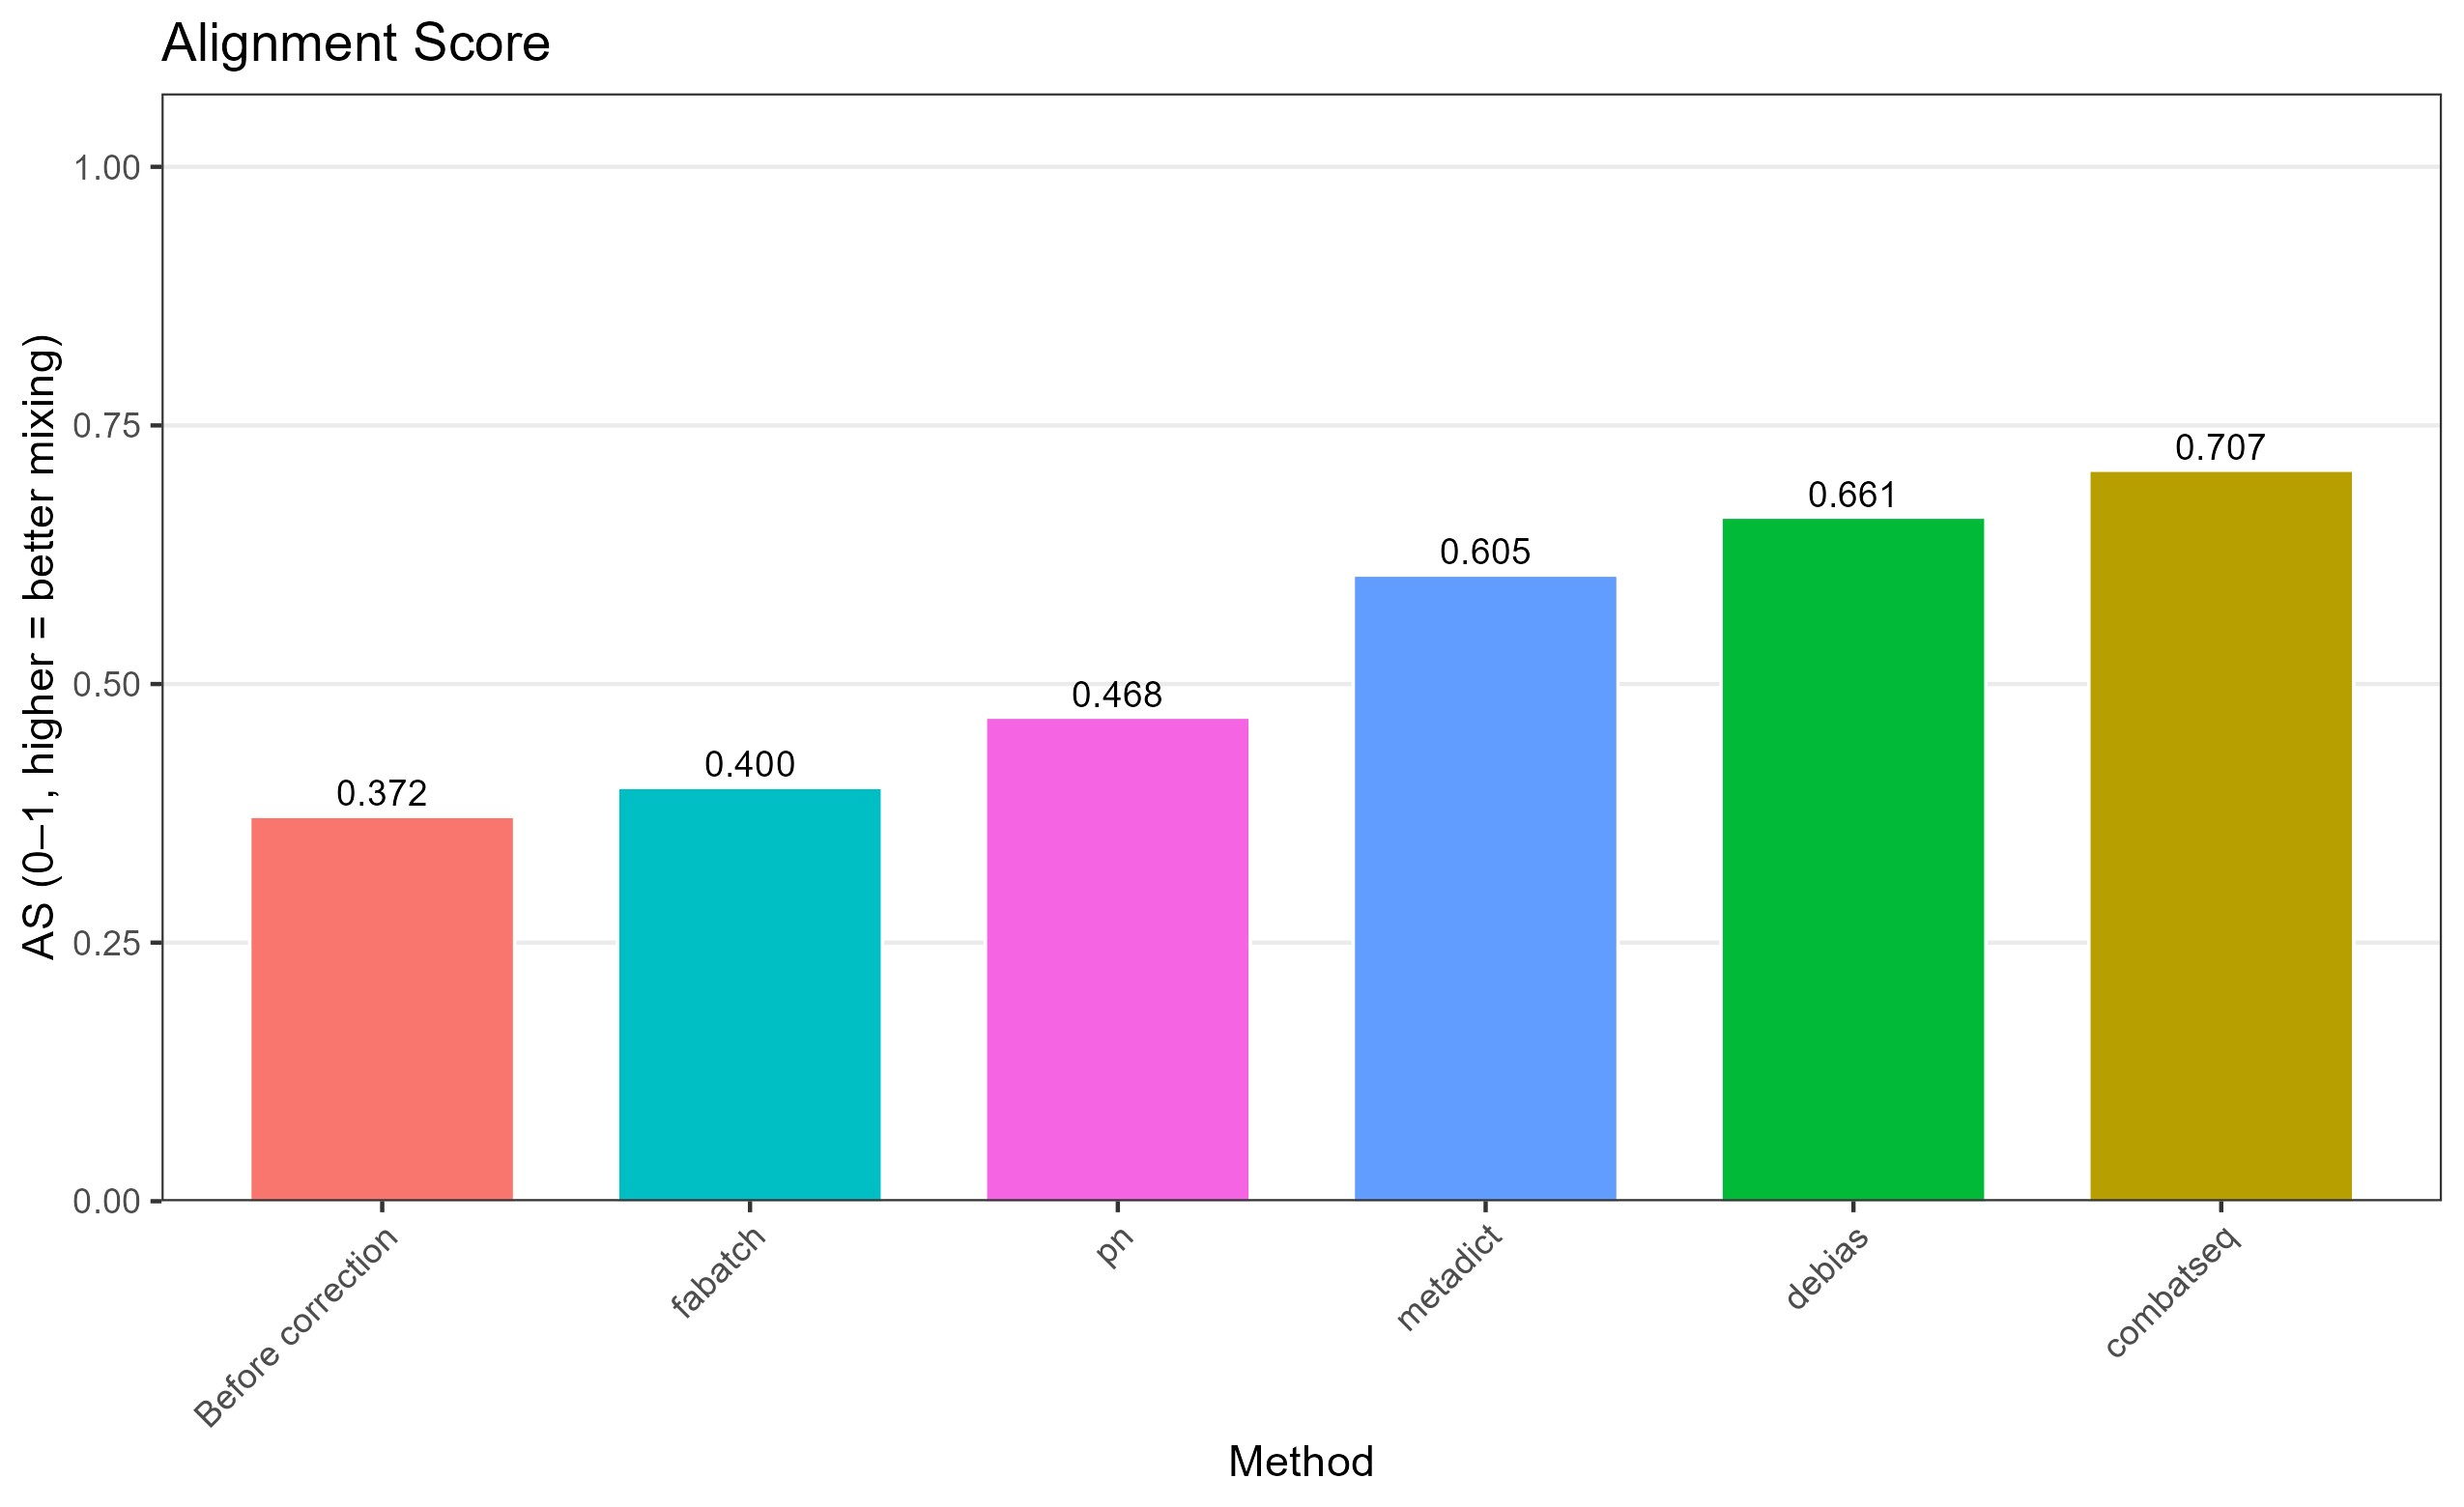 Alignment Score
AS (0–1, higher = better mixing)
1.00
0.75
0.50
0.25
0.00
0.372
0.400
0.468
0.605
0.661
0.707
Before correction
fabatch
pn
metadict
debias
combatseq
Method